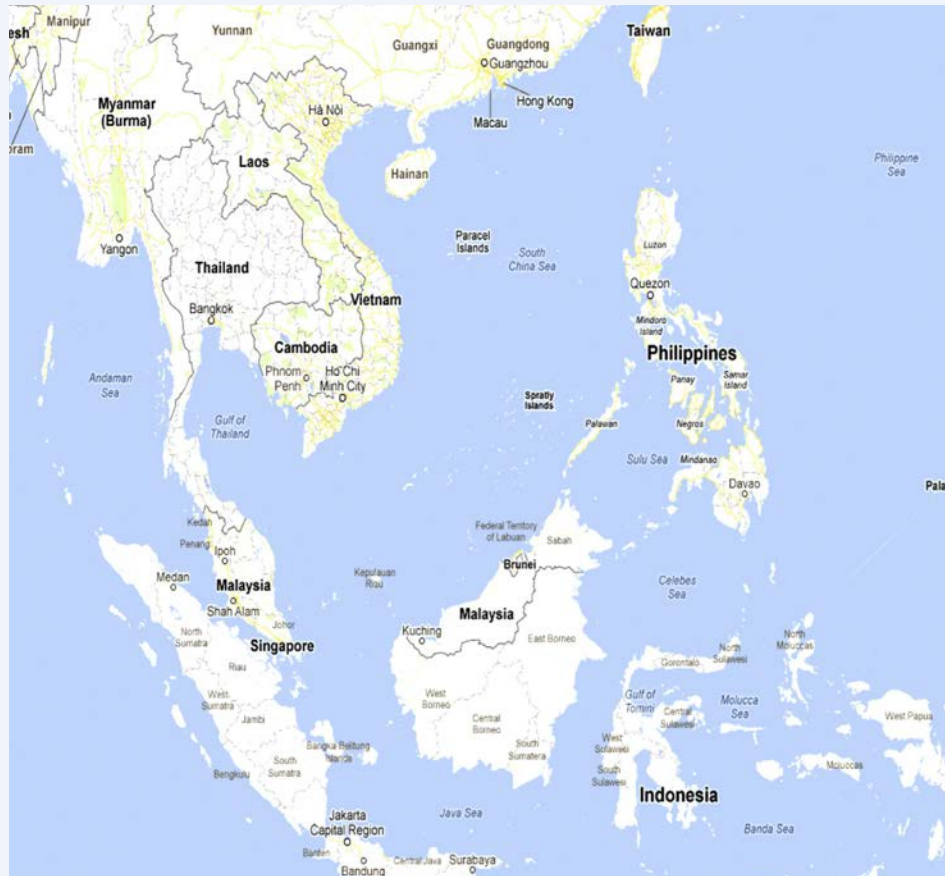 Manipur
Yunnan
Taiwan
esh
Guangxi
Guangdong
Guangzhou
Myanmar
(Burma)
Hà Nội
Hong Kong
Macau
oram
Laos
Hainan
Philippine
Sea
Yangon
Paracel
Islands
South
China Sea
Luzon
Thailand
Quezon
Vietnam
Bangkok
Mindoro
Island
Cambodia
Philippines
Phnom
Penh
Ho Chi
Minh City
Andaman
Sea
Panay
Samar
Island
Spratly
Islands
Gulf of
Thailand
Palawan
Negros
Sulu Sea
Mindanao
Davao
Pala
Kedah
Federal Territory
of Labuan
Penang
Sabah
Ipoh
Brunei
Medan
Kepulauan
Riau
Celebes
Sea
Malaysia
Shah Alam
Malaysia
Johor
Kuching
North
Sumatra
Singapore
East Borneo
North
Sulawesi
North
Moluccas
Riau
Gorontalo
West
Sumatra
West
Borneo
Gulf of
Tomini
Molucca
Sea
Central
Sulawesi
West Papua
Jambi
Central
Borneo
Bangka Belitung
Islands
South
Sumatera
West
Sulawesi
South
Sumatra
Bengkulu
South
Sulawesi
Moluccas
Indonesia
Jakarta
Capital Region
Java Sea
Banda Sea
Banten
Bandung
Central Java
Surabaya